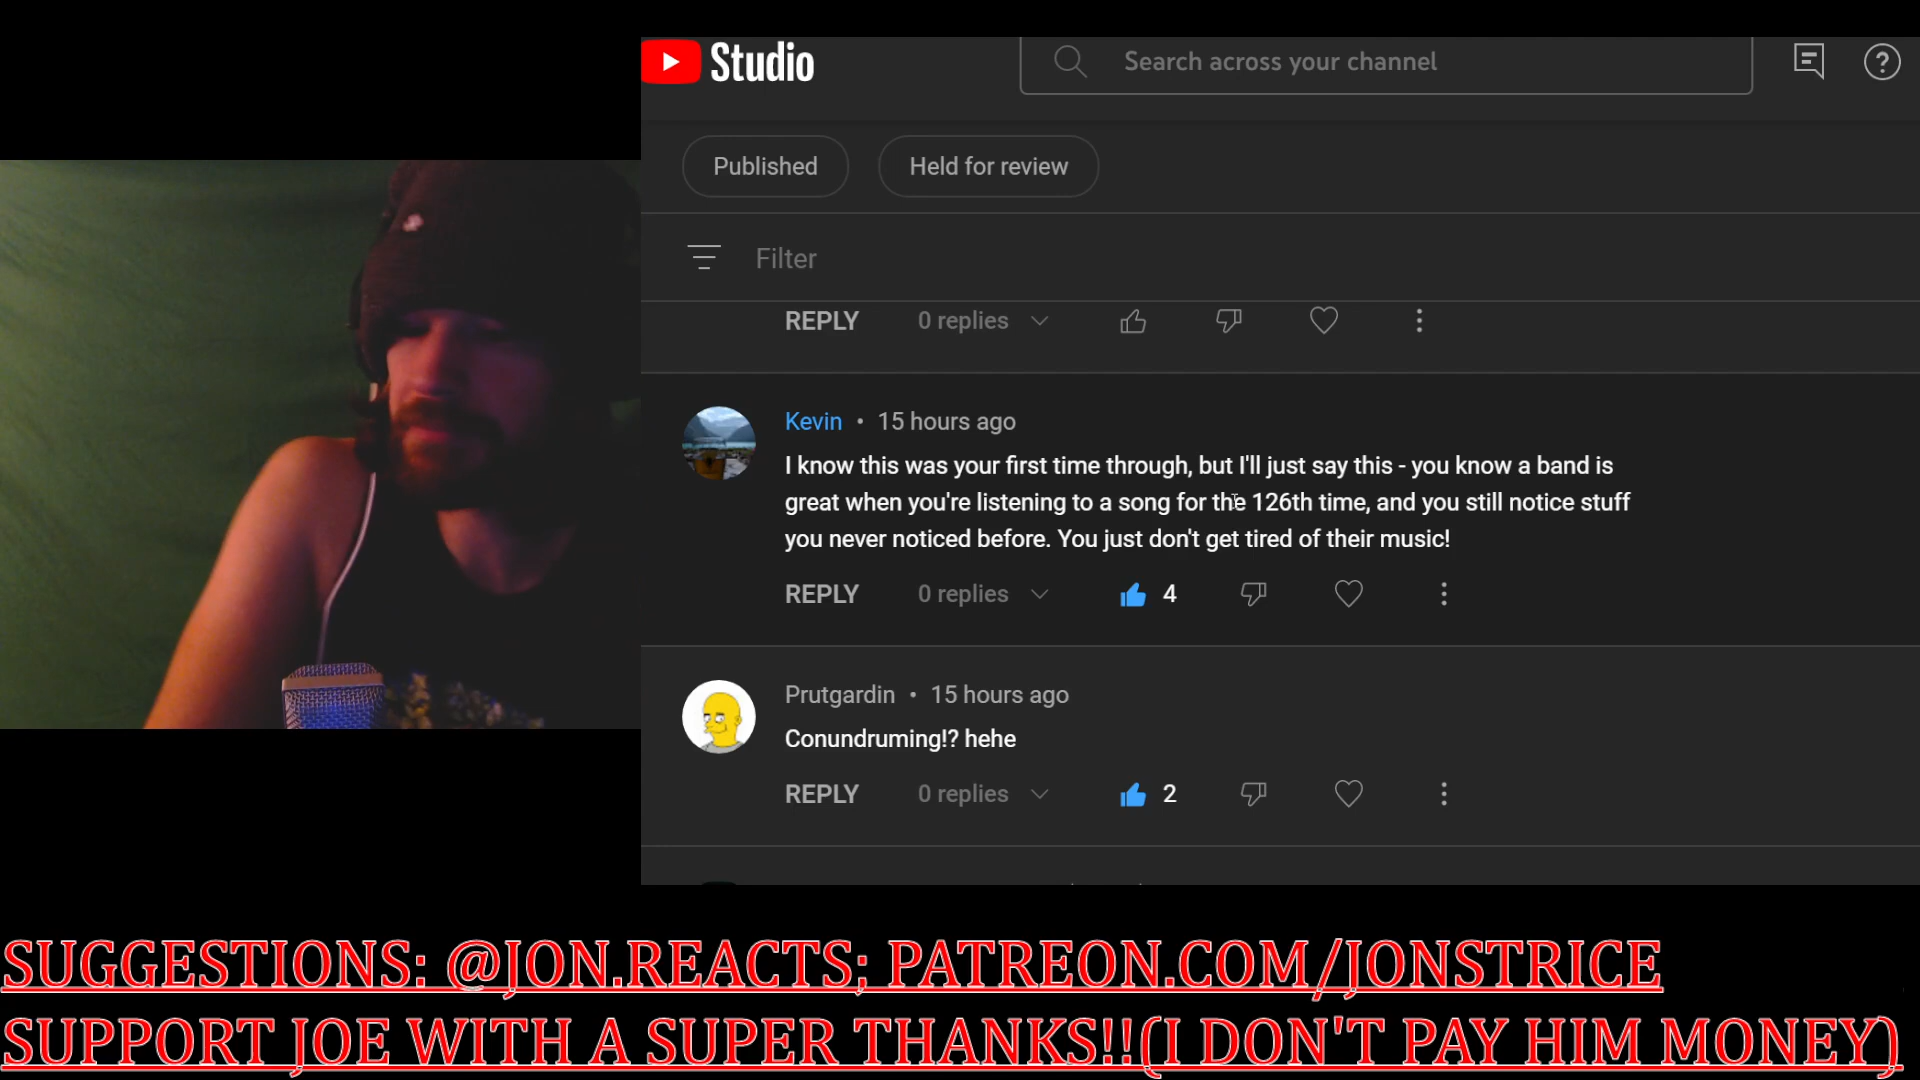 Studio
Search across your channel
Published
Held for review
Filter
REPLY 0 replies
Kevin • 15 hours ago
I know this was your first time through, but I'll just say this - you know a band is
great when you're listening to a song for the 126th time, and you still notice stuff
you never noticed before. You just don't get tired of their music!
REPLY 0 replies 4
Prutgardin • 15 hours ago
Conundruming!? hehe
REPLY 0 replies 2
SUGGESTIONS: @JON.REACTS; PATREON.COM/JONSTRICE
SUPPORT JOE WITH A SUPER THANKS!!(I DON'T PAY HIM MONEY)